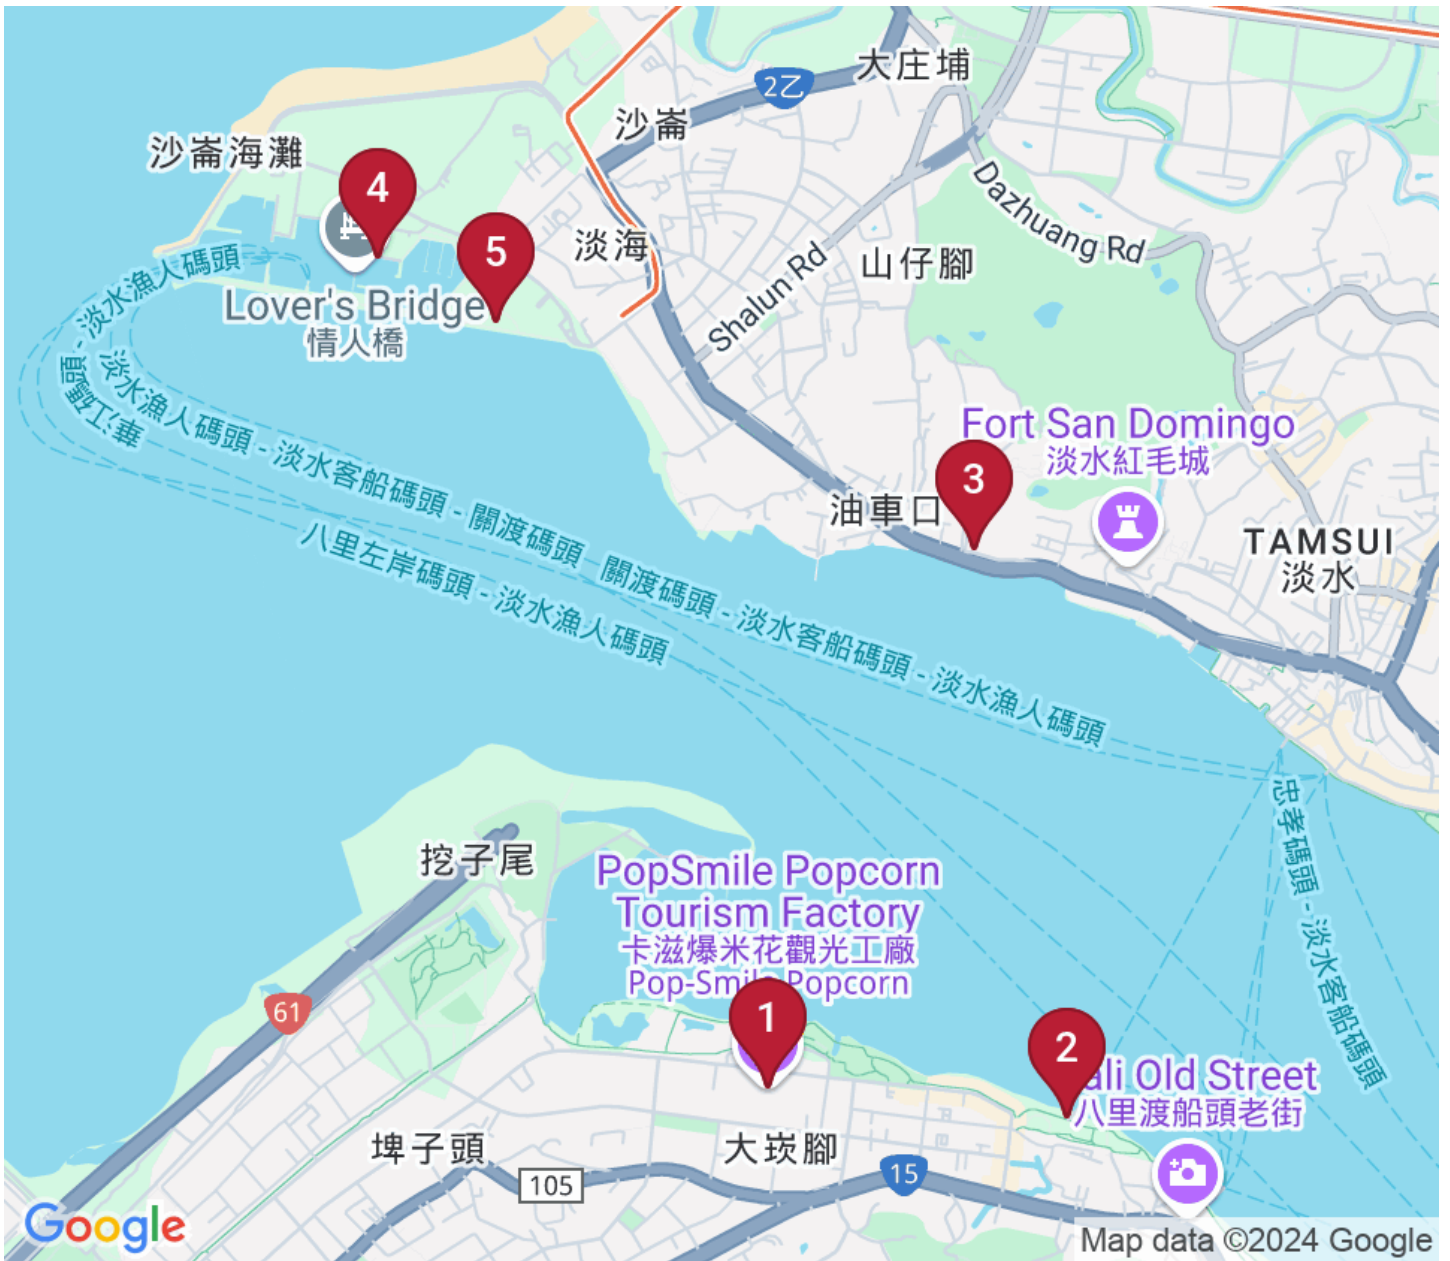 大庄埔
2乙
沙崙
沙崙海灘
4
Dazhuang Rd
5
淡海
山仔腳
- 淡水漁人碼頭
Shalun Rd
Lover's Bridge
情人橋
淡水漁人碼頭 - 淡水客船碼頭 - 關渡碼頭
Fort San Domingo
淡水紅毛城
3
油車口
TAMSUI
淡水
八里左岸碼頭 - 淡水漁人碼頭
關渡碼頭 - 淡水客船碼頭 - 淡水漁人碼頭
忠孝碼頭 - 淡水客船碼頭
挖子尾
PopSmile Popcorn
Tourism Factory
卡滋爆米花觀光工廠
Pop-Smile Popcorn
61
1
2
ali Old Street
八里渡船頭老街
埤子頭
大崁腳
105
15
Google
Map data ©2024 Google